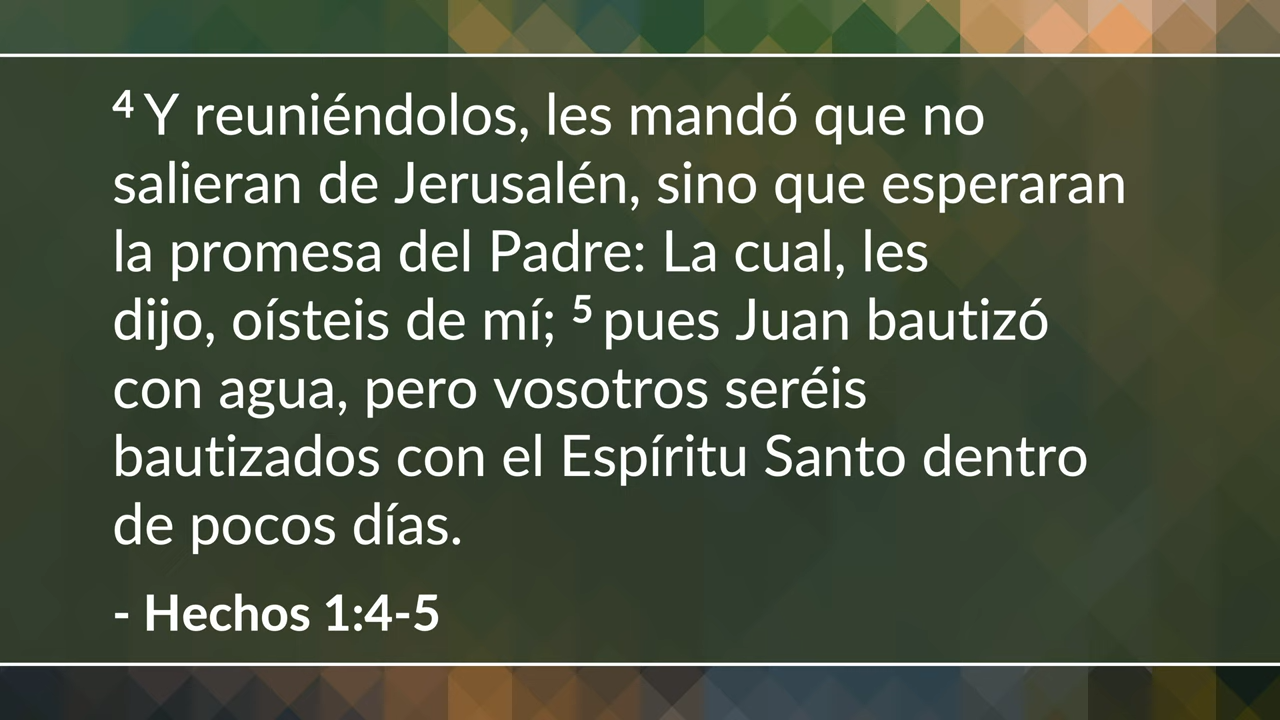 4 Y reuniéndolos, les mandó que no
salieran de Jerusalén, sino que esperaran
la promesa del Padre: La cual, les
dijo, oísteis de mí; 5 pues Juan bautizó
con agua, pero vosotros seréis
bautizados con el Espíritu Santo dentro
de pocos días.
- Hechos 1:4-5